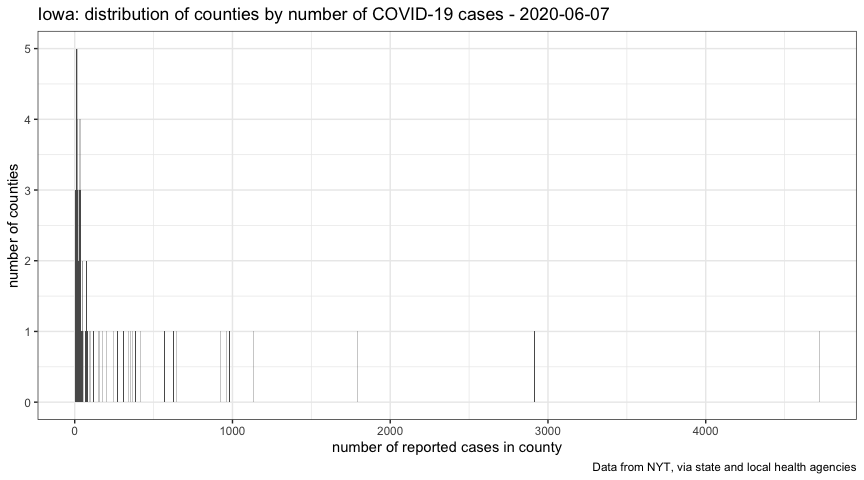 Iowa: distribution of counties by number of COVID-19 cases - 2020-06-07
number of counties
5
4
3
2
1
0
0 1000 2000 3000 4000
number of reported cases in county
Data from NYT, via state and local health agencies